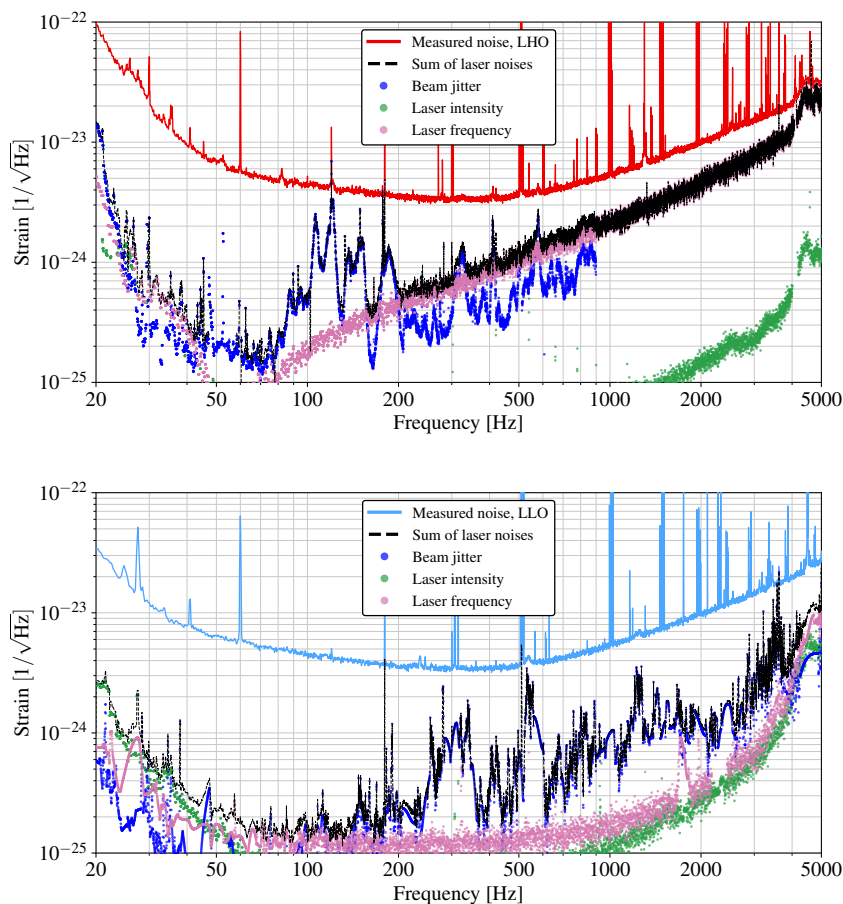 10⁻²²
10⁻²³
10⁻²⁴
10⁻²⁵
Strain [1/√Hz]
Measured noise, LHO
Sum of laser noises
Beam jitter
Laser intensity
Laser frequency
20 50 100 200 500 1000 2000 5000
Frequency [Hz]
10⁻²²
10⁻²³
10⁻²⁴
10⁻²⁵
Strain [1/√Hz]
Measured noise, LLO
Sum of laser noises
Beam jitter
Laser intensity
Laser frequency
20 50 100 200 500 1000 2000 5000
Frequency [Hz]